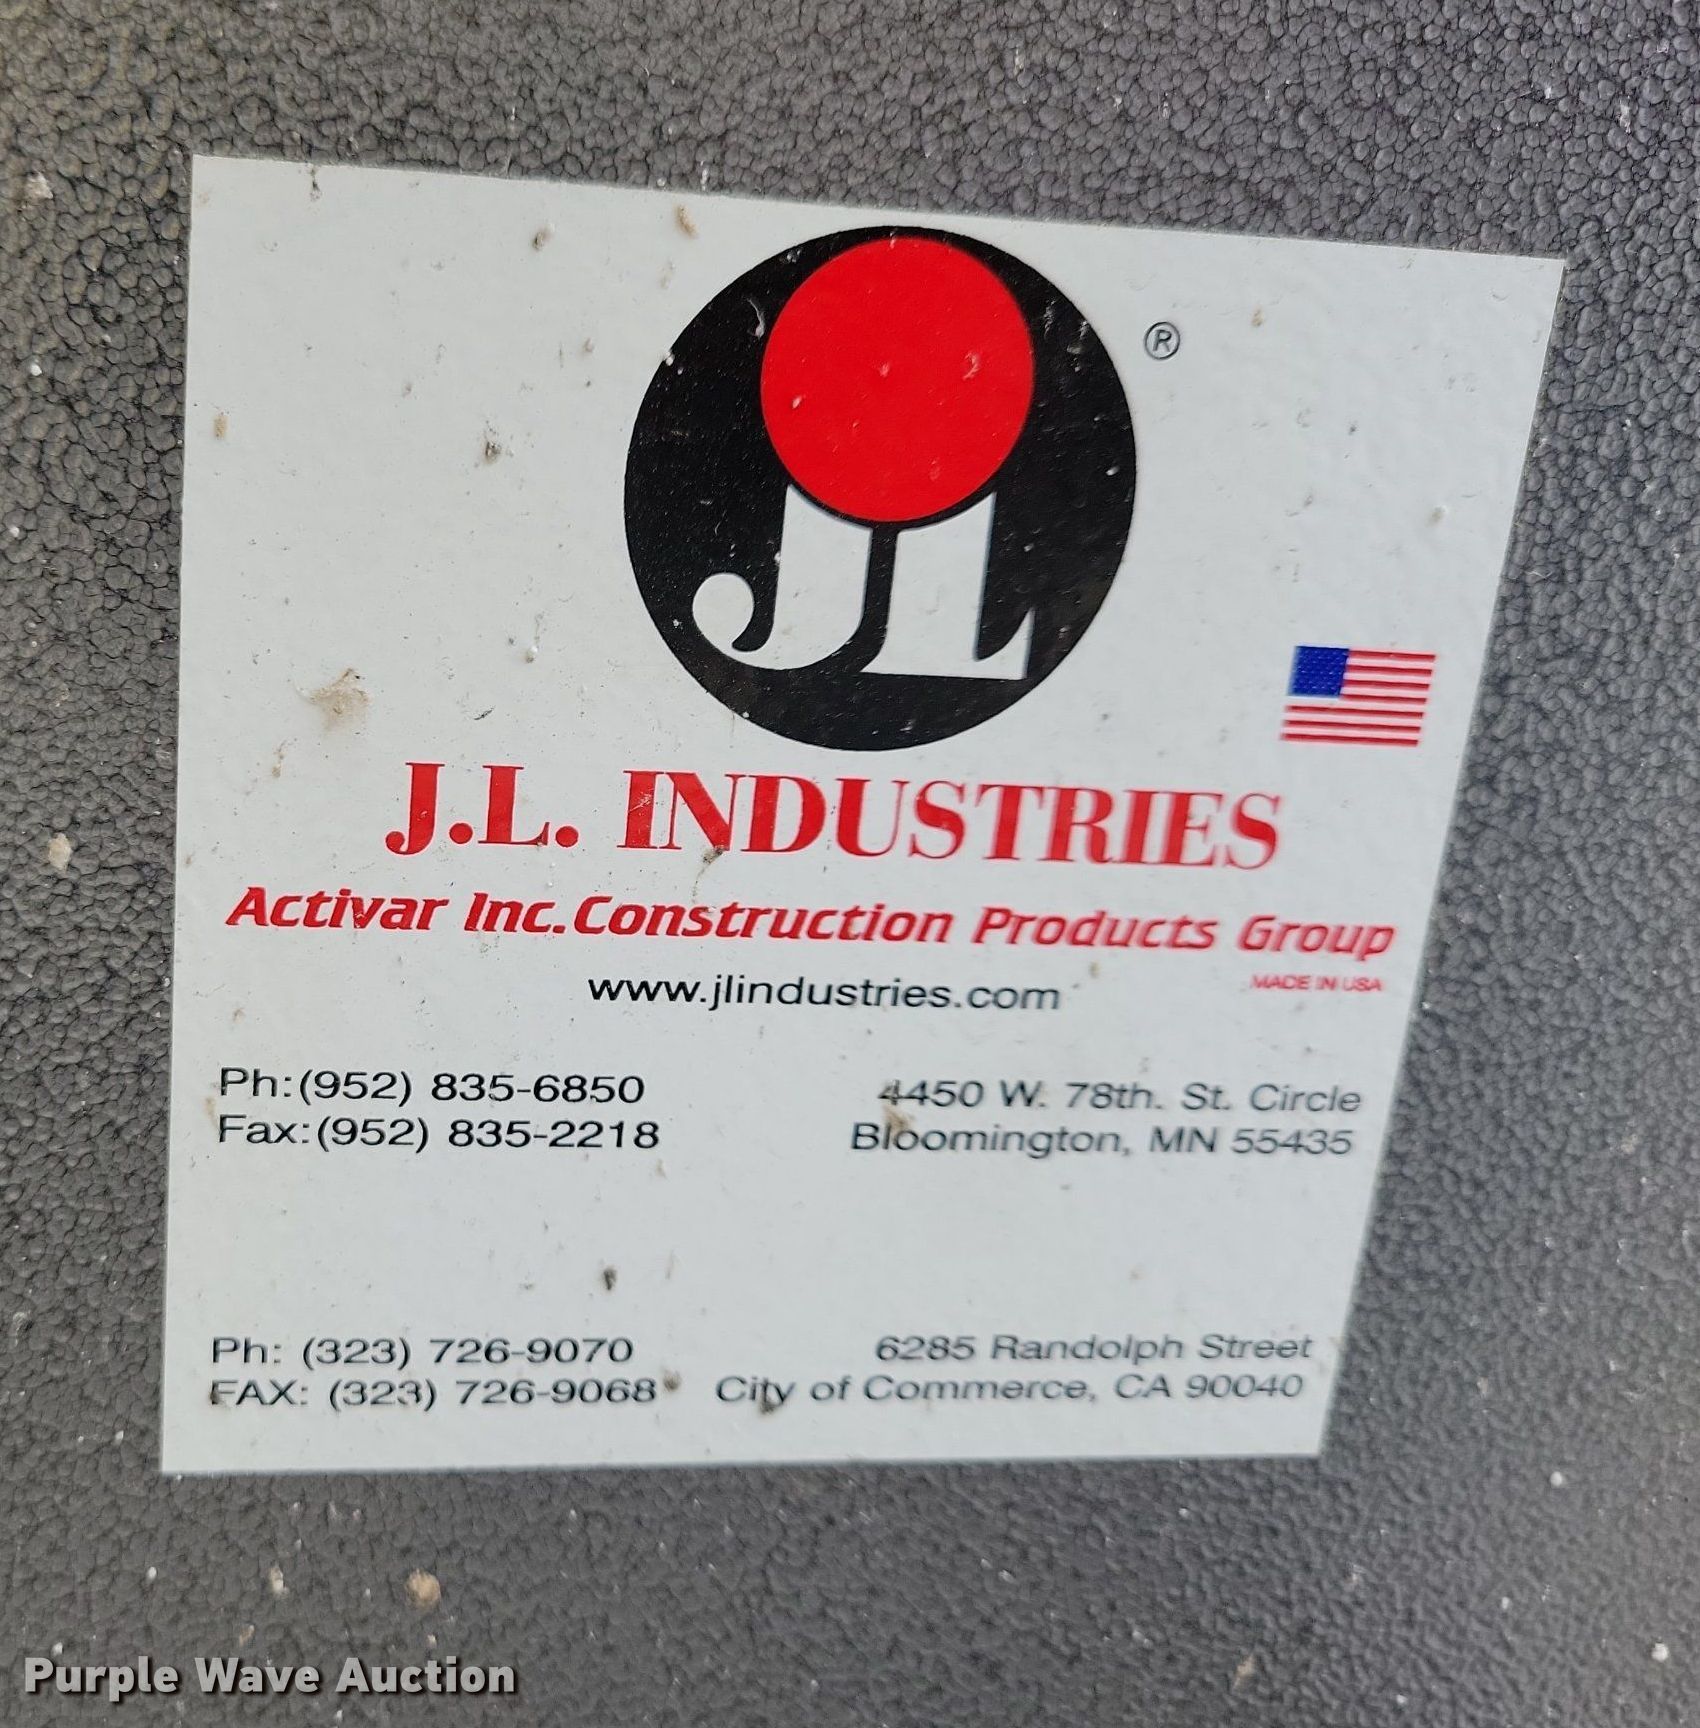 JL
®
J.L. INDUSTRIES
Activar Inc. Construction Products Group
MADE IN USA
www.jlindustries.com
Ph:(952) 835-6850
Fax:(952) 835-2218
4450 W. 78th. St. Circle
Bloomington, MN 55435
Ph: (323) 726-9070
FAX: (323) 726-9068
6285 Randolph Street
City of Commerce, CA 90040
Purple Wave Auction